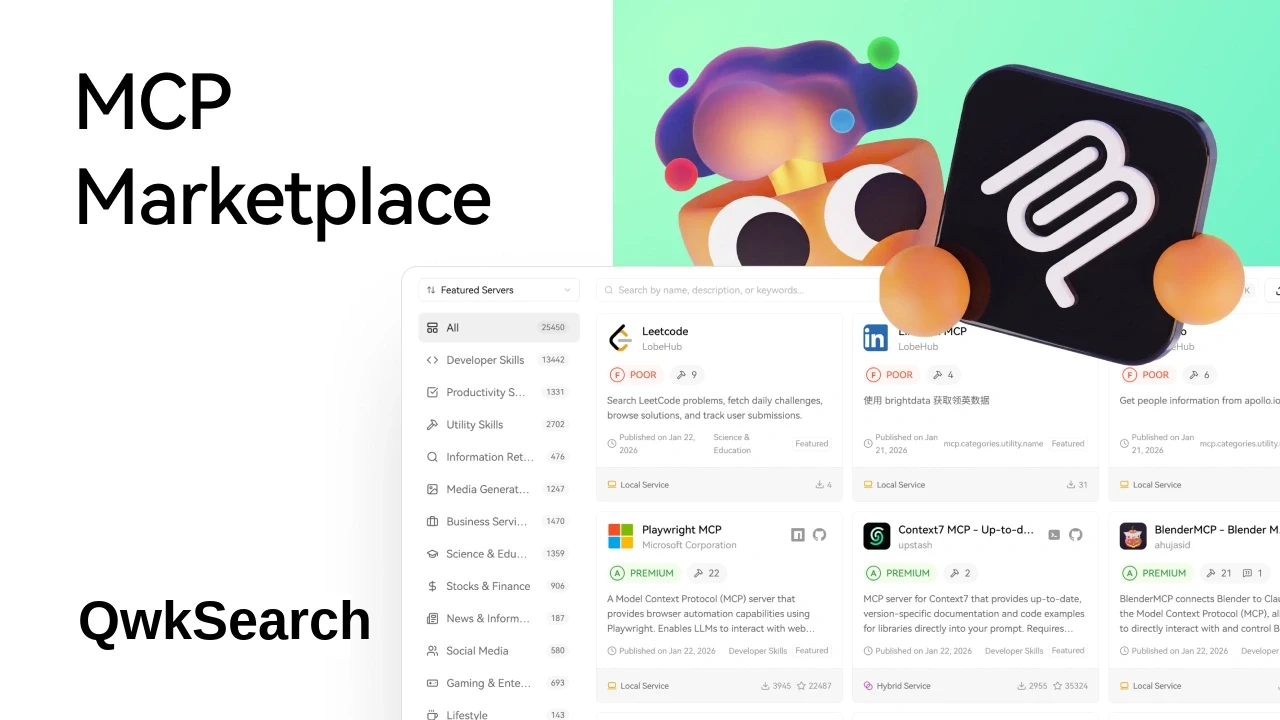 MCP
Marketplace
QwkSearch
Featured Servers
Search by name, description, or keywords...
K
All 25450
Developer Skills 13442
Productivity S... 1331
Utility Skills 2702
Information Ret... 476
Media Generat... 1247
Business Servi... 1470
Science & Edu... 1359
Stocks & Finance 906
News & Inform... 187
Social Media 580
Gaming & Ente... 693
Lifestyle 143
Leetcode
LobeHub
F POOR 9
Search LeetCode problems, fetch daily challenges,
browse solutions, and track user submissions.
Published on Jan 22,
2026
Science &
Education
Featured
Local Service 4
MCP
LobeHub
F POOR 4
使用 brightdata 获取领英数据
Published on Jan
21, 2026
mcp.categories.utility.name
Featured
Local Service 31
F POOR 6
Get people information from apollo.io
Published on Jan
21, 2026
mcp.categories.utility.
Local Service
Playwright MCP
Microsoft Corporation
A PREMIUM 22
A Model Context Protocol (MCP) server that
provides browser automation capabilities using
Playwright. Enables LLMs to interact with web...
Published on Jan 22, 2026 Developer Skills Featured
Local Service 3945 22487
Context7 MCP - Up-to-d...
upstash
A PREMIUM 2
MCP server for Context7 that provides up-to-date,
version-specific documentation and code examples
for libraries directly into your prompt. Requires...
Published on Jan 22, 2026 Developer Skills Featured
Hybrid Service 2955 35324
BlenderMCP - Blender M
ahujasid
A PREMIUM 21 1
BlenderMCP connects Blender to Cla
the Model Context Protocol (MCP), al
to directly interact with and control B
Published on Jan 22, 2026 Developer
Local Service